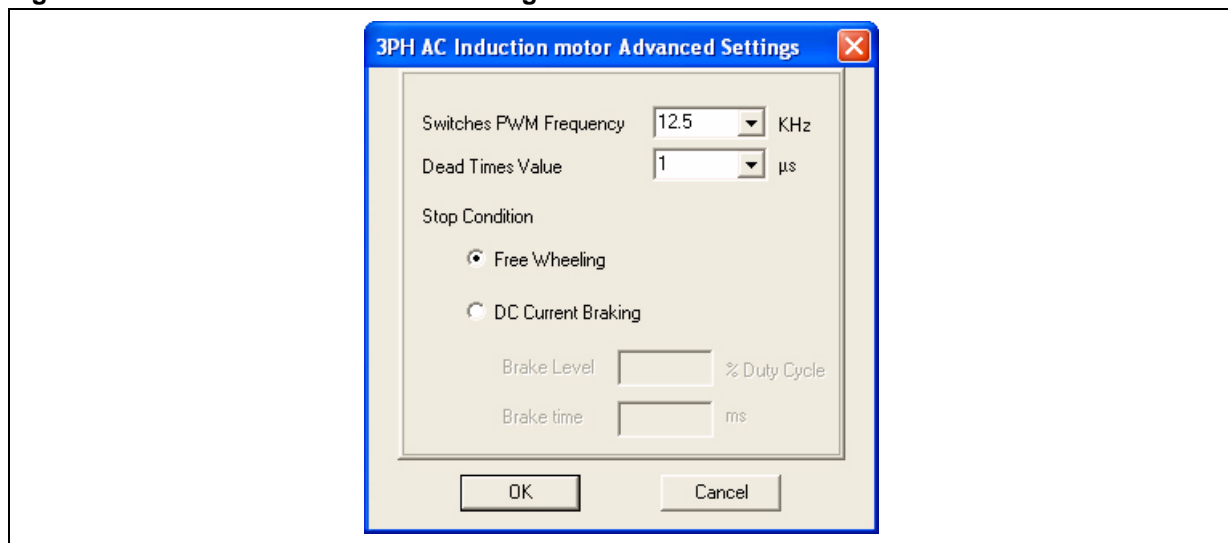 3PH AC Induction motor Advanced Settings
Switches PWM Frequency 12.5 KHz
Dead Times Value 1 µs
Stop Condition
Free Wheeling
DC Current Braking
Brake Level % Duty Cycle
Brake time ms
OK Cancel